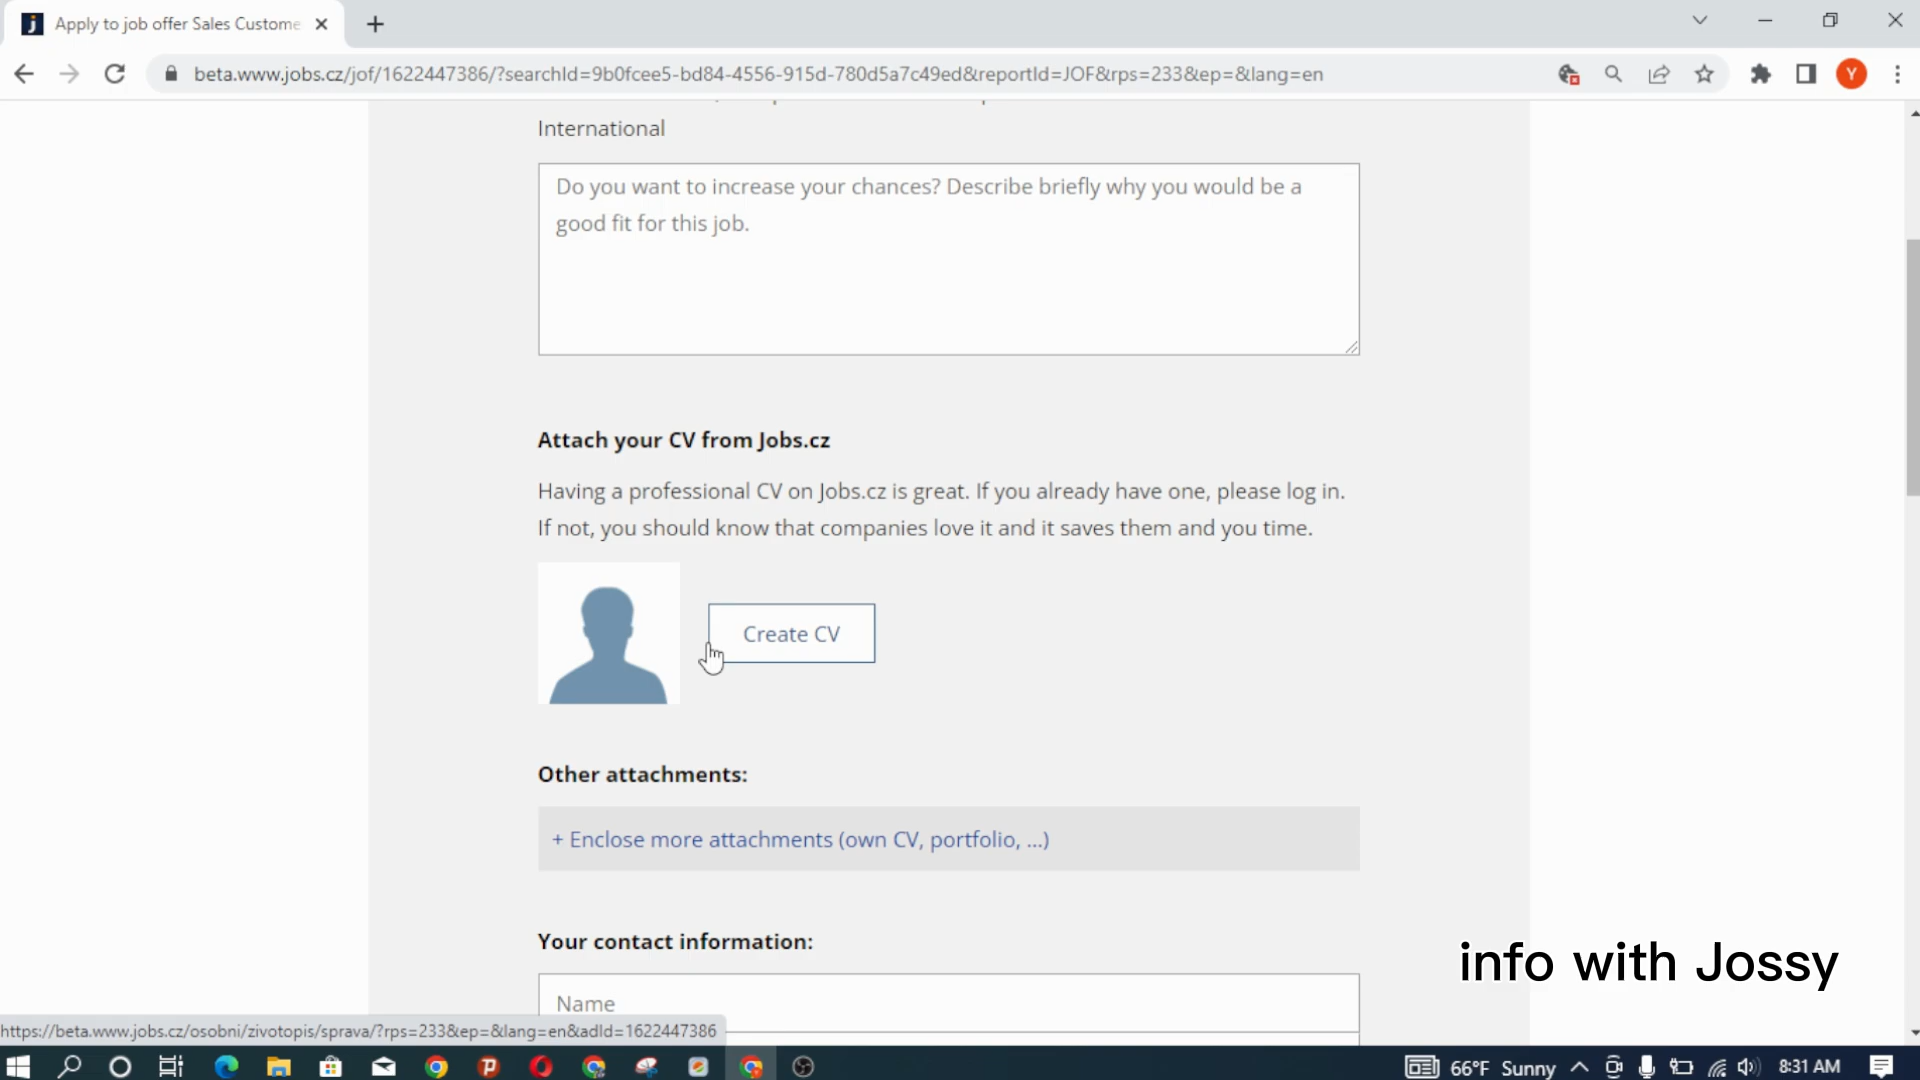 Apply to job offer Sales Custome
beta.www.jobs.cz/jof/1622447386/?searchId=9b0fcee5-bd84-4556-915d-780d5a7c49ed&reportId=JOF&rps=233&ep=&lang=en
Y
International
Do you want to increase your chances? Describe briefly why you would be a
good fit for this job.
Attach your CV from Jobs.cz
Having a professional CV on Jobs.cz is great. If you already have one, please log in.
If not, you should know that companies love it and it saves them and you time.
Create CV
Other attachments:
+ Enclose more attachments (own CV, portfolio, ...)
Your contact information:
info with Jossy
Name
https://beta.www.jobs.cz/osobni/zivotopis/sprava/?rps=233&ep=&lang=en&adId=1622447386
66°F Sunny
8:31 AM